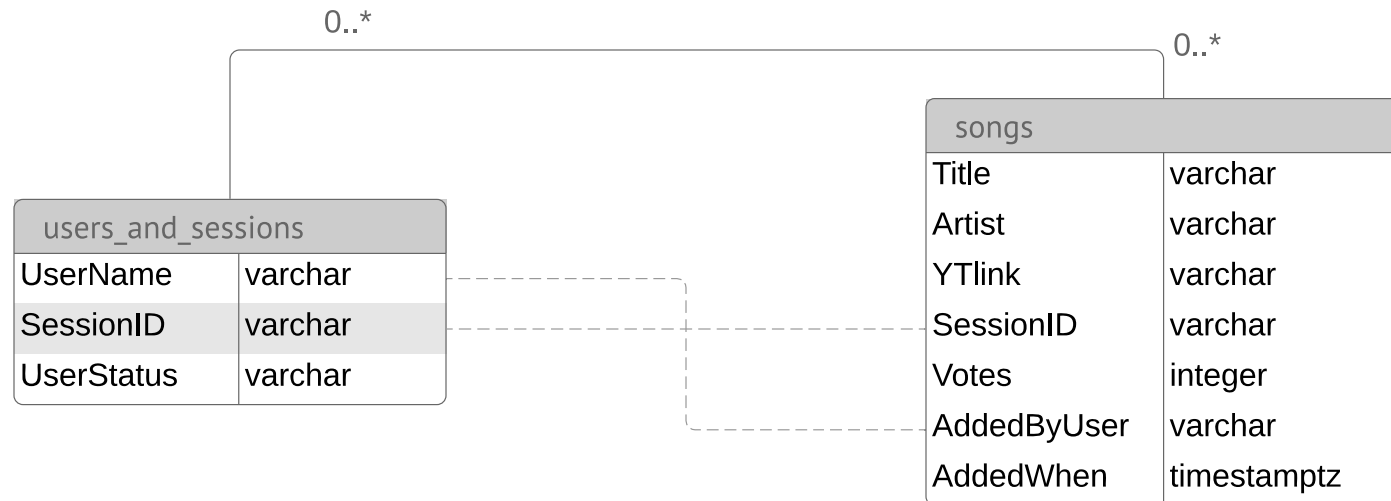 0..*
0..*
songs
Title varchar
Artist varchar
YTlink varchar
SessionID varchar
Votes integer
AddedByUser varchar
AddedWhen timestamptz
users_and_sessions
UserName varchar
SessionID varchar
UserStatus varchar